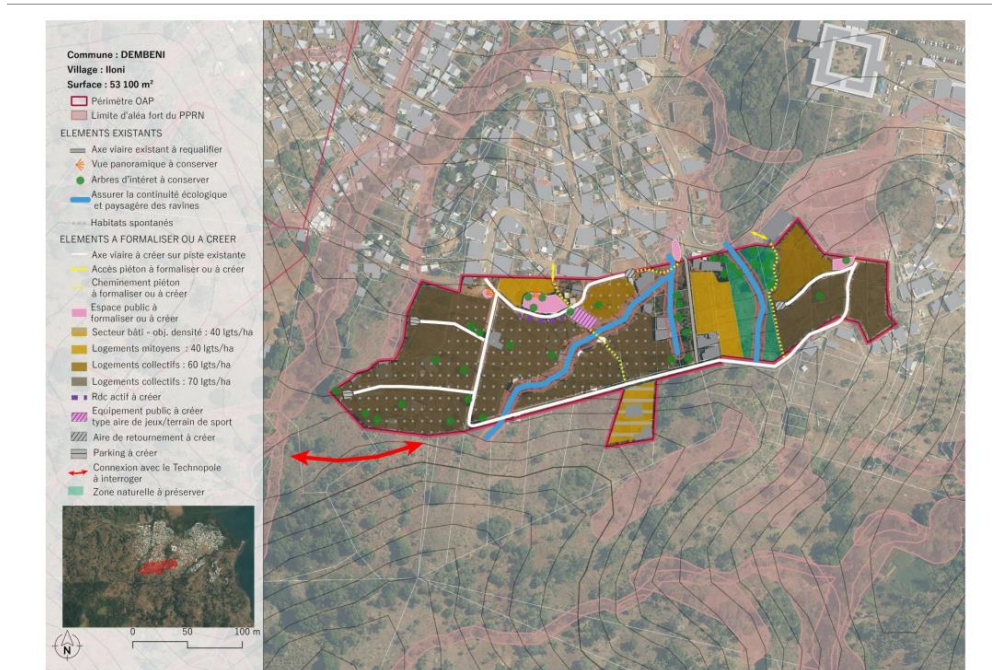 Commune : DEMBENI
Village : Iloni
Surface : 53 100 m²
Périmètre OAP
Limite d'aléa fort du PPRN
ELEMENTS EXISTANTS
Axe viaire existant à requalifier
Vue panoramique à conserver
Arbres d'intéret à conserver
Assurer la continuité écologique
et paysagère des ravines
Habitats spontanés
ELEMENTS A FORMALISER OU A CREER
Axe viaire à créer sur piste existante
Accès piéton à formaliser ou à créer
Cheminement piéton
à formaliser ou à créer
Espace public à
formaliser ou à créer
Secteur bâti - obj. densité : 40 lgts/ha
Logements mitoyens : 40 lgts/ha
Logements collectifs : 60 lgts/ha
Logements collectifs : 70 lgts/ha
Rdc actif à créer
Equipement public à créer
type aire de jeux/terrain de sport
Aire de retournement à créer
Parking à créer
Connexion avec le Technopole
à interroger
Zone naturelle à préserver
N
0 50 100 m